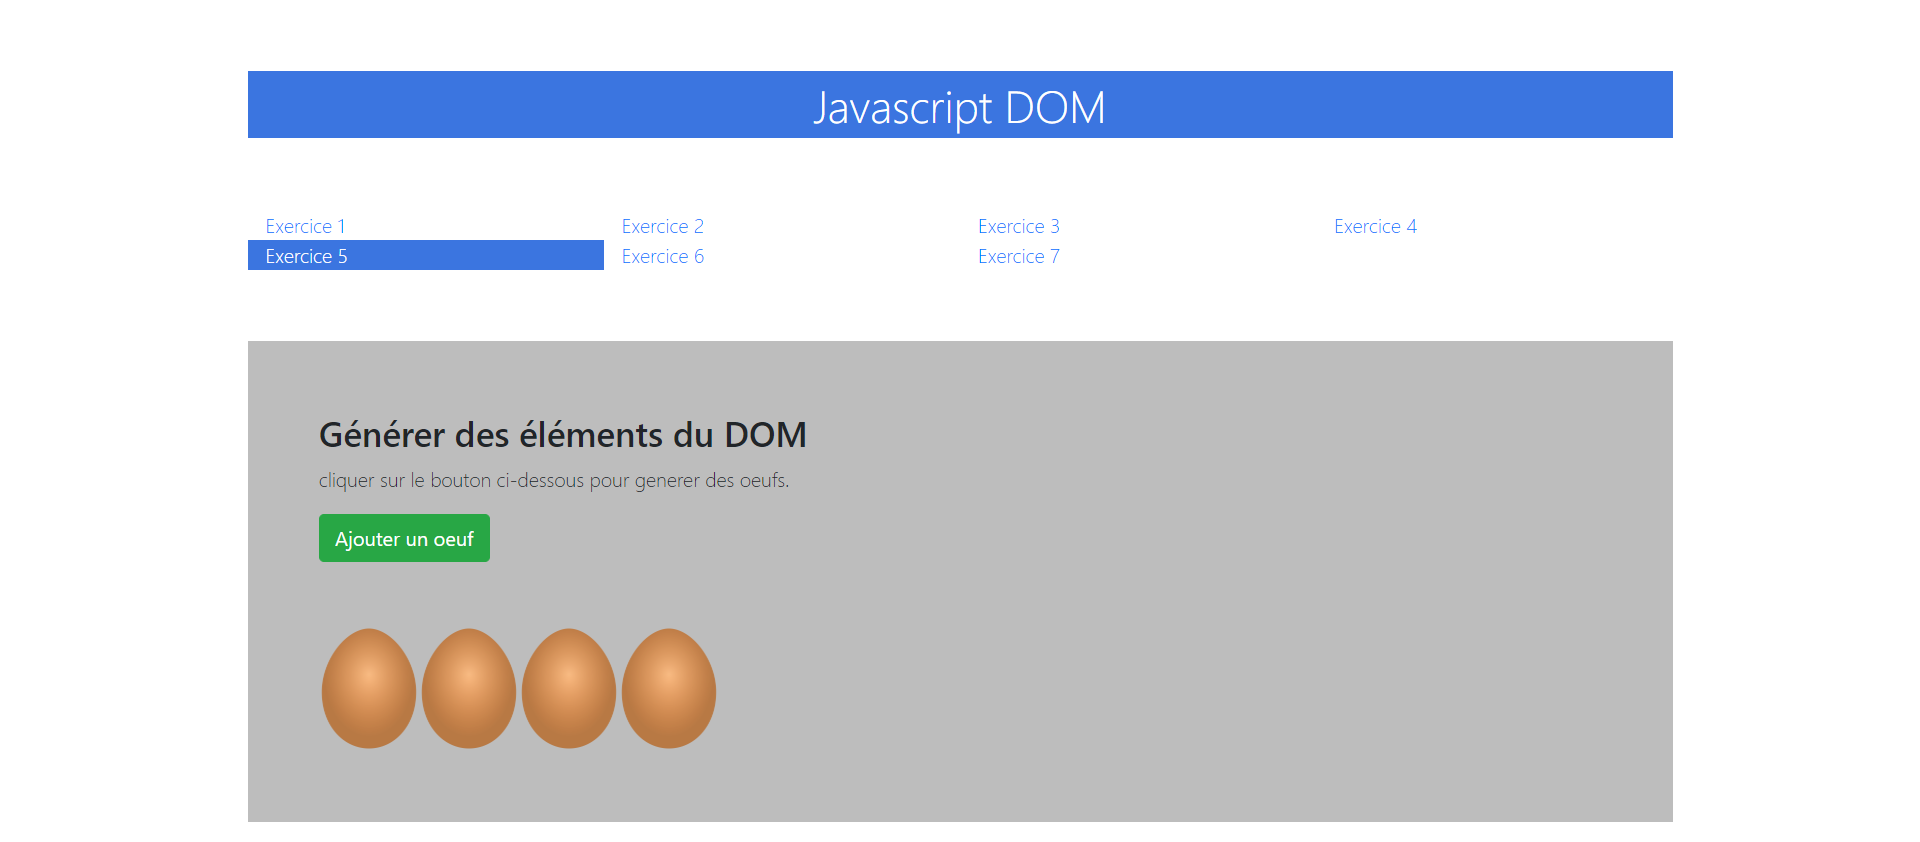 Javascript DOM
Exercice 1 Exercice 2 Exercice 3 Exercice 4
Exercice 5 Exercice 6 Exercice 7
Générer des éléments du DOM
cliquer sur le bouton ci-dessous pour generer des oeufs.
Ajouter un oeuf